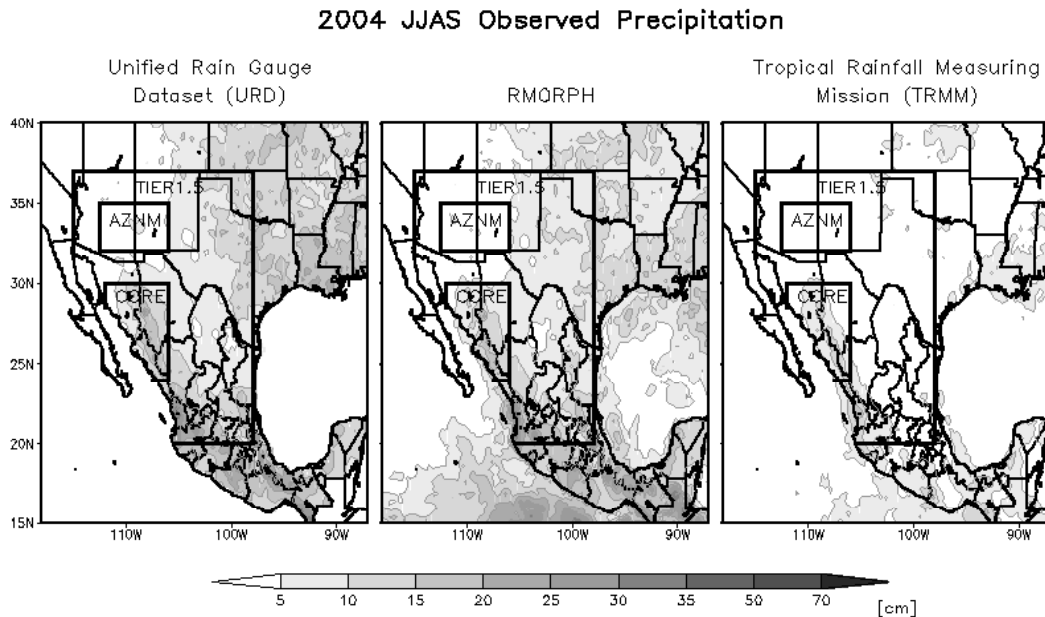 2004 JJAS Observed Precipitation
Unified Rain Gauge
Dataset (URD)
RMORPH
Tropical Rainfall Measuring
Mission (TRMM)
40N
35N
30N
25N
20N
15N
TIER1.5
AZNM
CORE
TIER1.5
AZNM
CORE
TIER1.5
AZNM
CORE
110W 100W 90W
110W 100W 90W
110W 100W 90W
5 10 15 20 25 30 35 50 70
[cm]